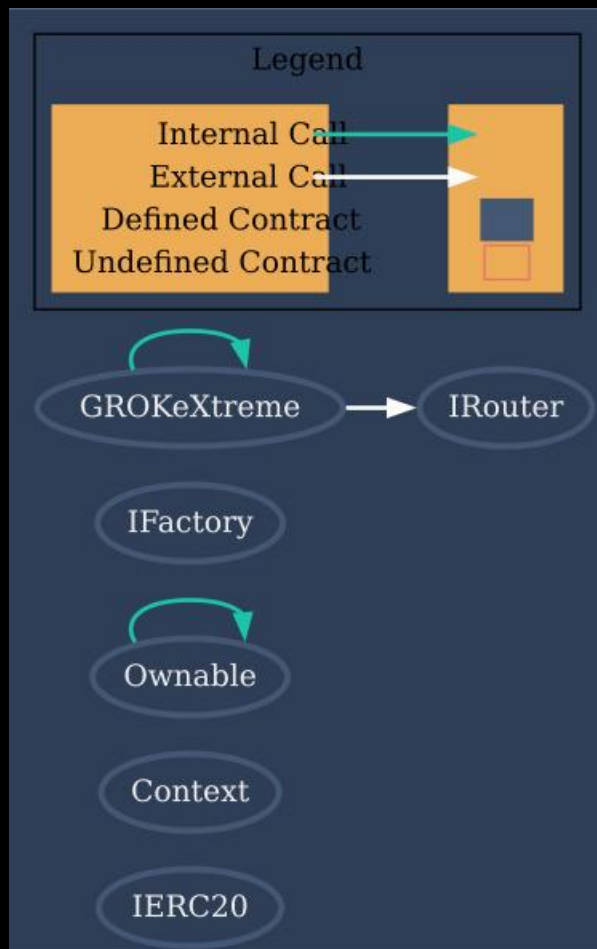 Legend
Internal Call
External Call
Defined Contract
Undefined Contract
GROKeXtreme
IRouter
IFactory
Ownable
Context
IERC20